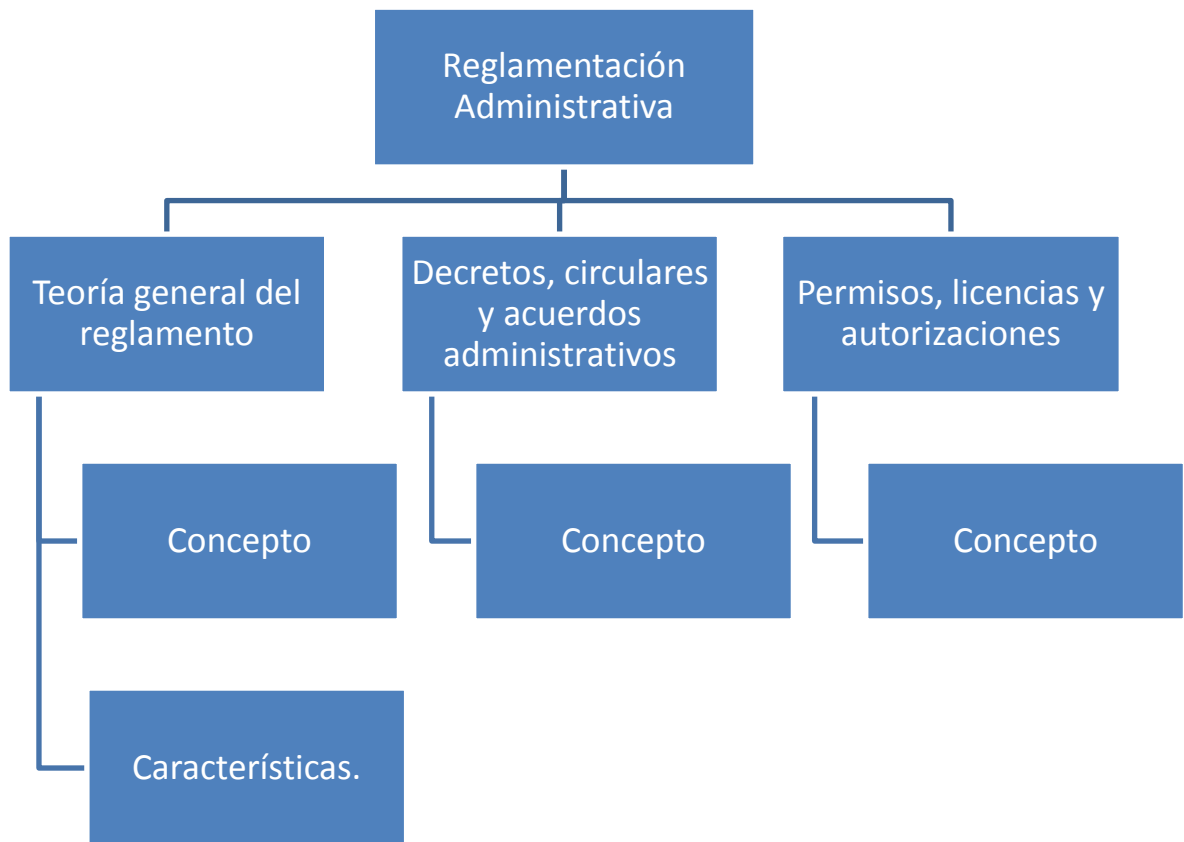 Reglamentación
Administrativa
Teoría general del
reglamento
Decretos, circulares
y acuerdos
administrativos
Permisos, licencias y
autorizaciones
Concepto
Concepto
Concepto
Características.